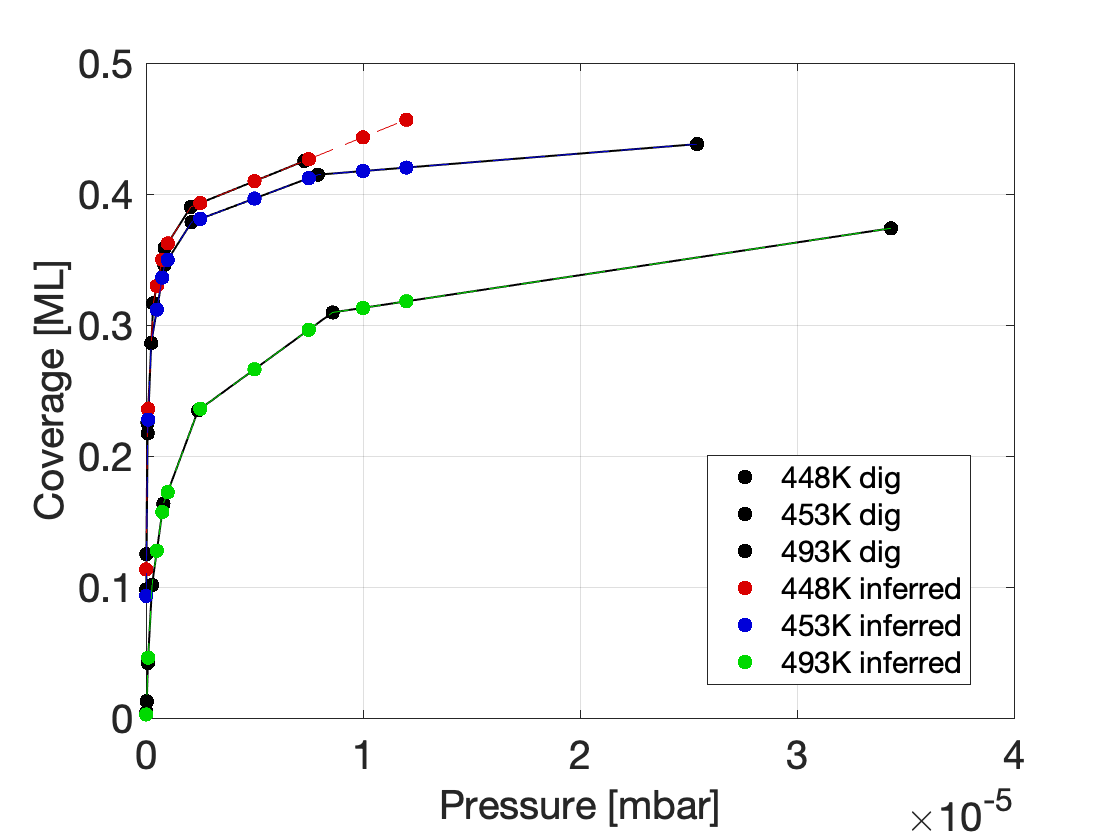 0.5
0.4
0.3
0.2
0.1
0
Coverage [ML]
448K dig
453K dig
493K dig
448K inferred
453K inferred
493K inferred
0 1 2 3 4
Pressure [mbar]
×10⁻⁵